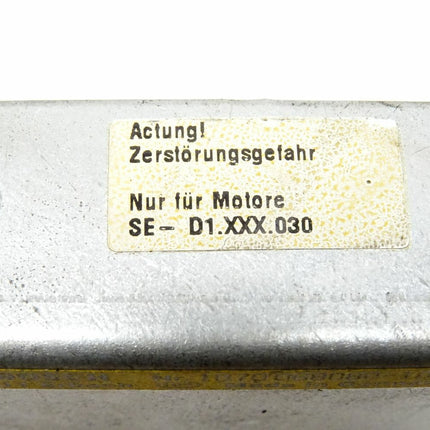 Actung!
Zerstörungsgefahr
Nur für Motore
SE- D1.XXX.030